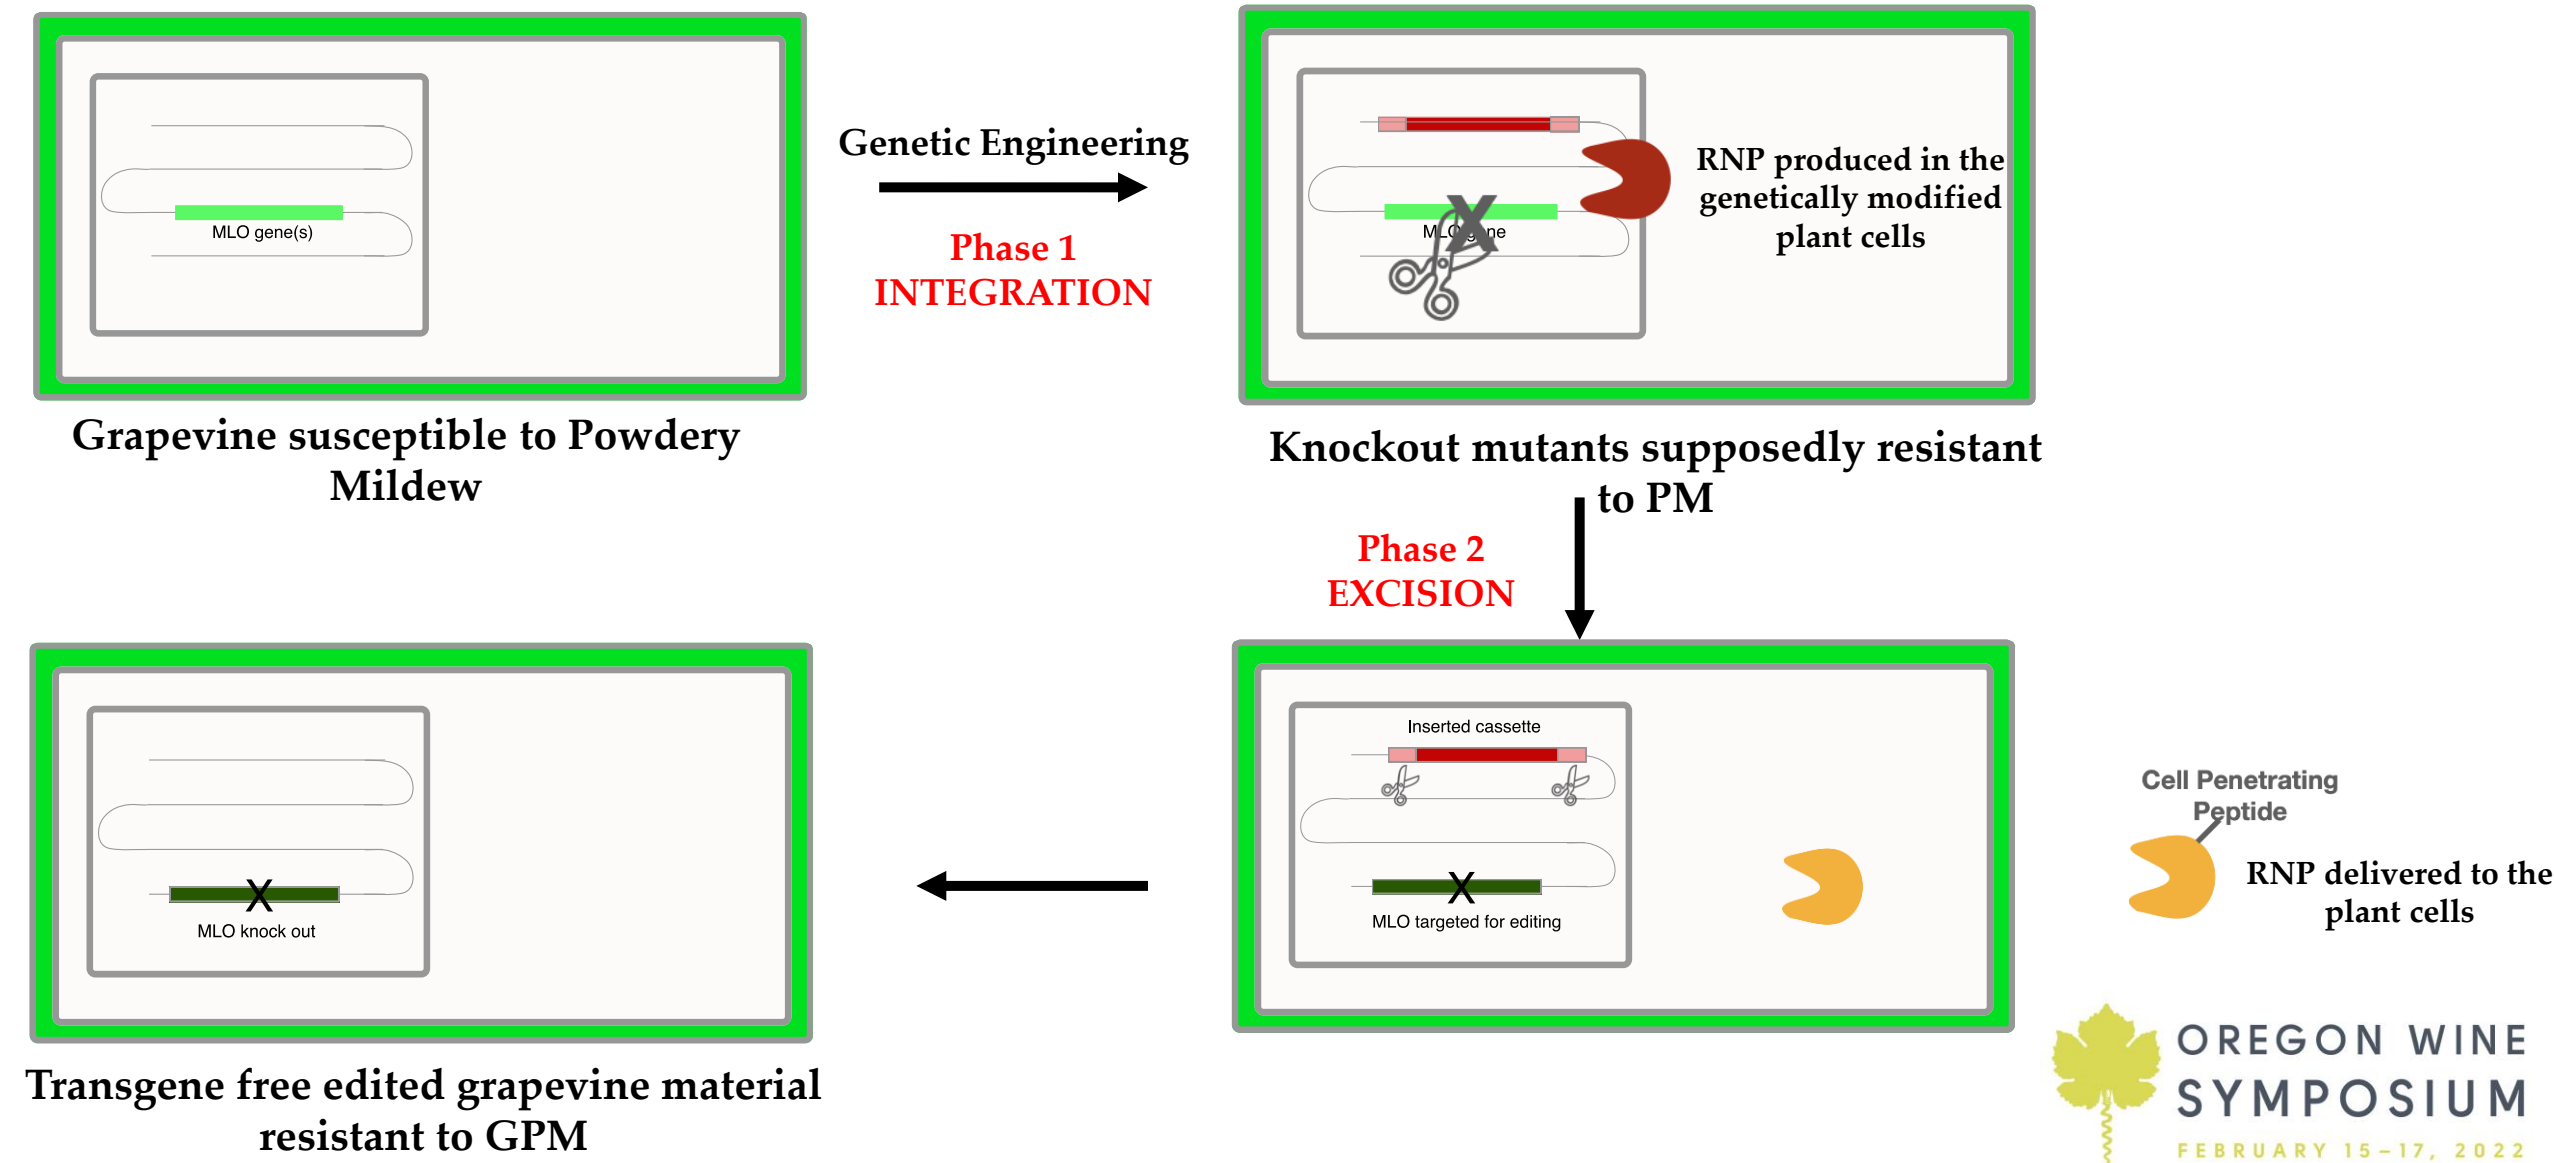 MLO gene(s)
Grapevine susceptible to Powdery
Mildew
Genetic Engineering
Phase 1
INTEGRATION
MLO gene
RNP produced in the
genetically modified
plant cells
Knockout mutants supposedly resistant
to PM
Phase 2
EXCISION
Inserted cassette
X
MLO targeted for editing
Cell Penetrating
Peptide
RNP delivered to the
plant cells
X
MLO knock out
Transgene free edited grapevine material
resistant to GPM
OREGON WINE
SYMPOSIUM
FEBRUARY 15–17, 2022